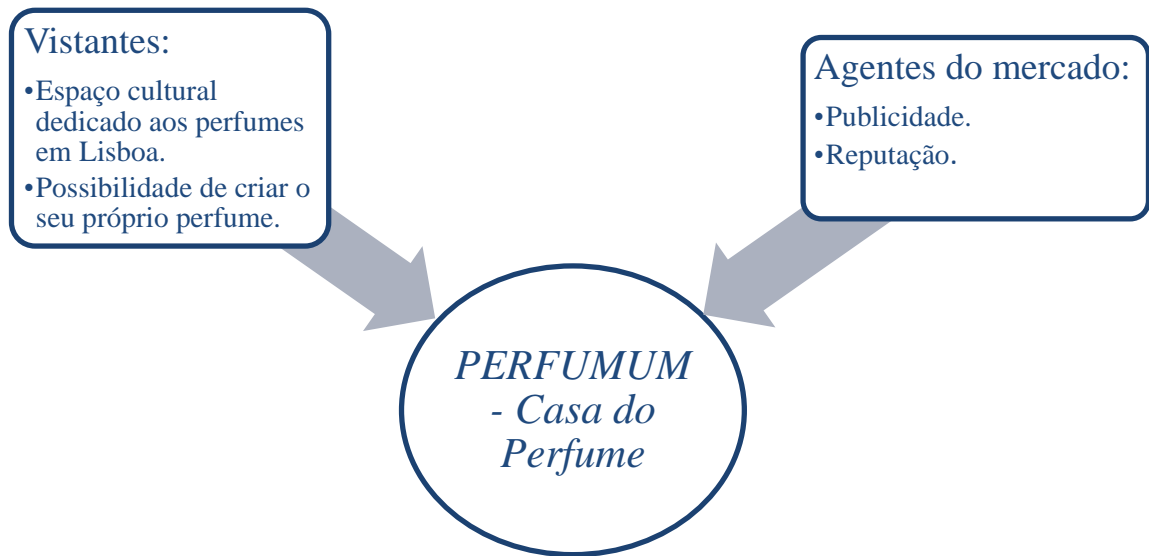 Vistantes:
•Espaço cultural
dedicado aos perfumes
em Lisboa.
•Possibilidade de criar o
seu próprio perfume.
Agentes do mercado:
•Publicidade.
•Reputação.
PERFUMUM
- Casa do
Perfume